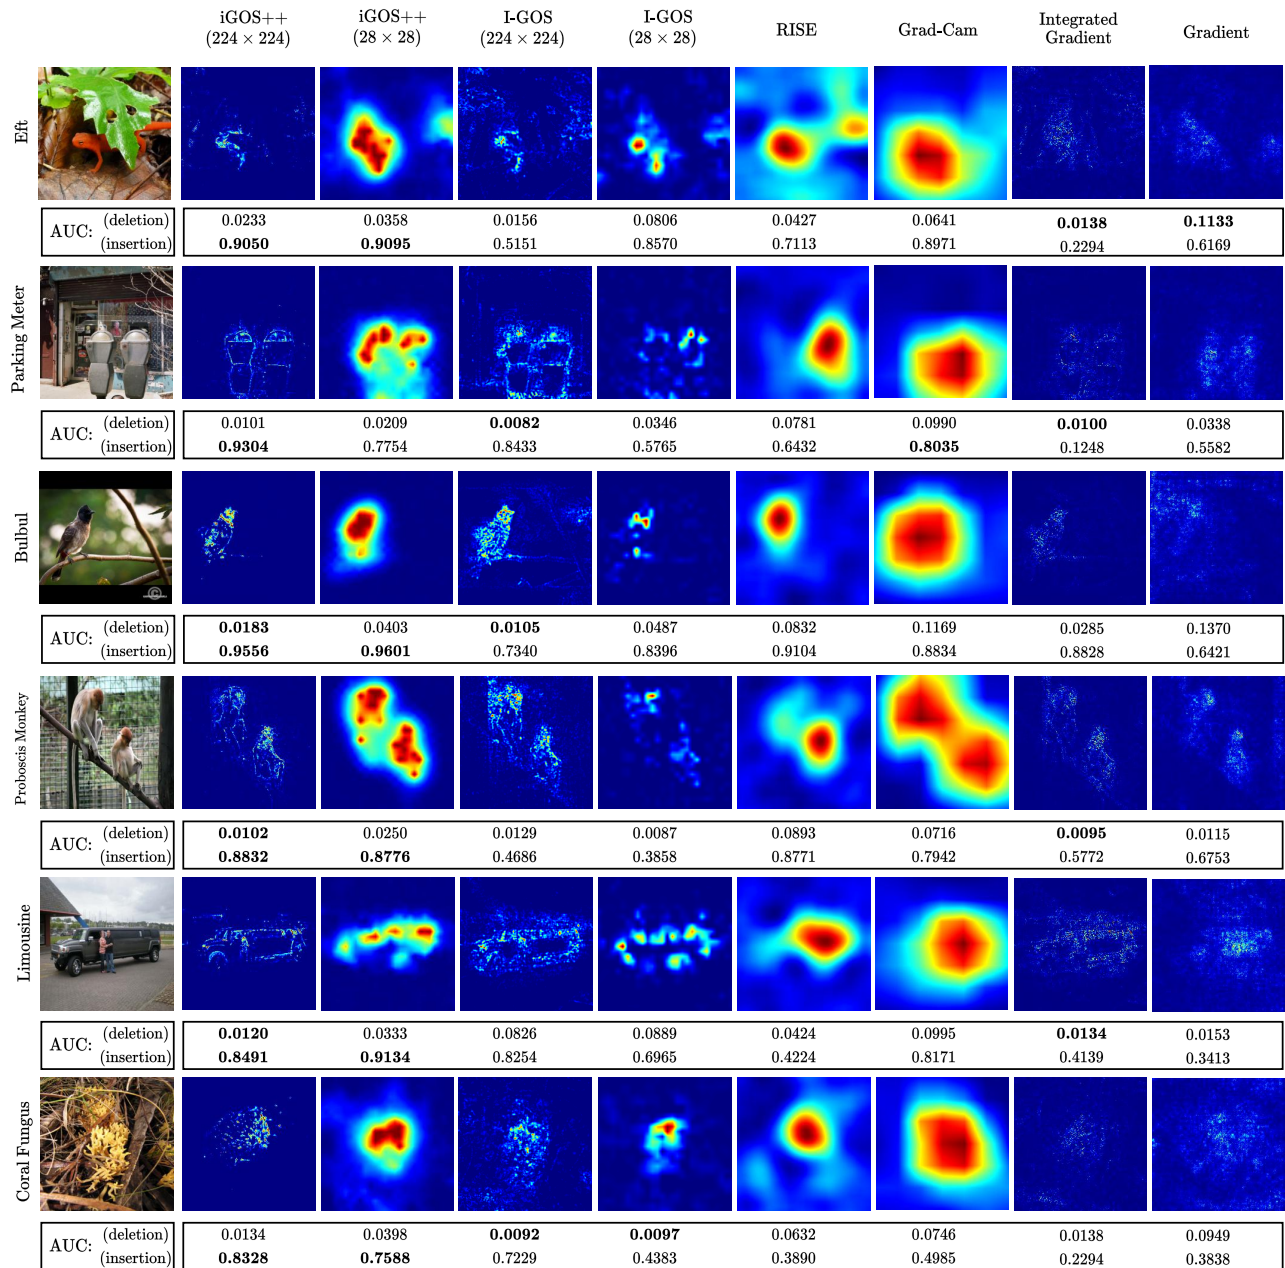 iGOS++ (224 × 224) iGOS++ (28 × 28) I-GOS (224 × 224) I-GOS (28 × 28) RISE Grad-Cam Integrated Gradient Gradient
Eft
AUC: (deletion) 0.0233 0.0358 0.0156 0.0806 0.0427 0.0641 0.0138 0.1133
(insertion) 0.9050 0.9095 0.5151 0.8570 0.7113 0.8971 0.2294 0.6169
Parking Meter
AUC: (deletion) 0.0101 0.0209 0.0082 0.0346 0.0781 0.0990 0.0100 0.0338
(insertion) 0.9304 0.7754 0.8433 0.5765 0.6432 0.8035 0.1248 0.5582
Bulbul
©
AUC: (deletion) 0.0183 0.0403 0.0105 0.0487 0.0832 0.1169 0.0285 0.1370
(insertion) 0.9556 0.9601 0.7340 0.8396 0.9104 0.8834 0.8828 0.6421
Proboscis Monkey
AUC: (deletion) 0.0102 0.0250 0.0129 0.0087 0.0893 0.0716 0.0095 0.0115
(insertion) 0.8832 0.8776 0.4686 0.3858 0.8771 0.7942 0.5772 0.6753
Limousine
AUC: (deletion) 0.0120 0.0333 0.0826 0.0889 0.0424 0.0995 0.0134 0.0153
(insertion) 0.8491 0.9134 0.8254 0.6965 0.4224 0.8171 0.4139 0.3413
Coral Fungus
AUC: (deletion) 0.0134 0.0398 0.0092 0.0097 0.0632 0.0746 0.0138 0.0949
(insertion) 0.8328 0.7588 0.7229 0.4383 0.3890 0.4985 0.2294 0.3838